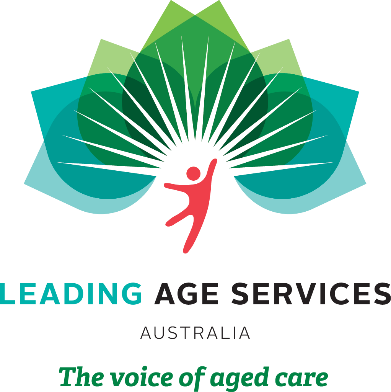 LEADING AGE SERVICES
AUSTRALIA
The voice of aged care